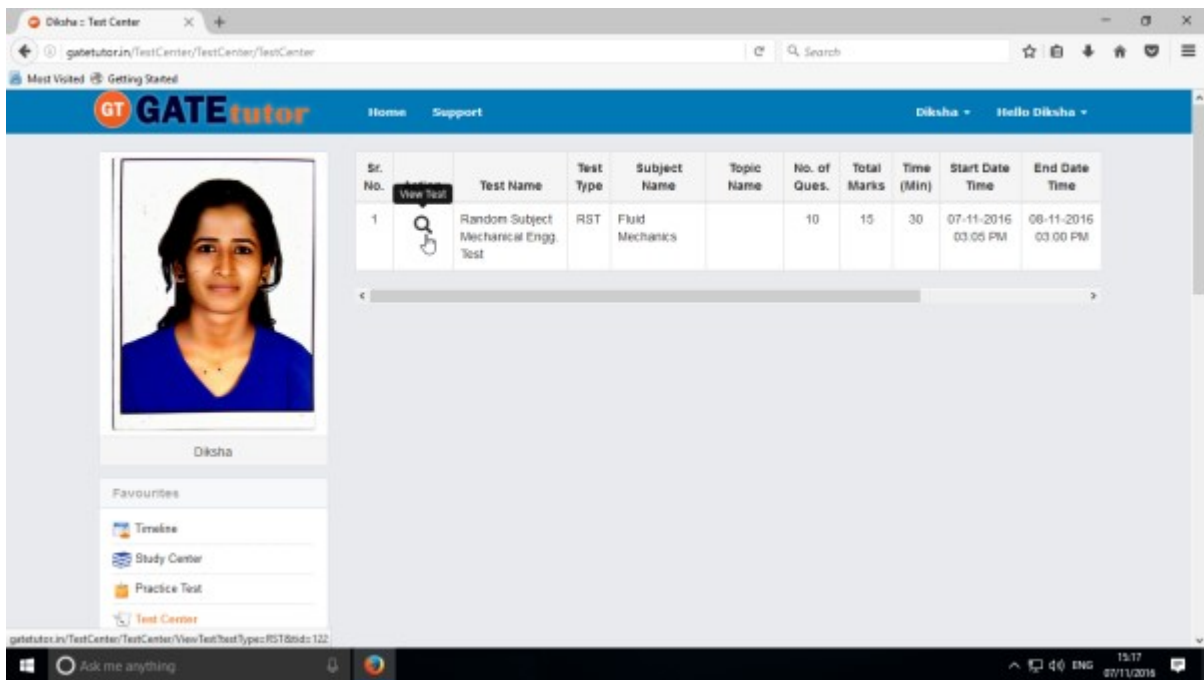 Diksha :: Test Center
gatetutor.in/TestCenter/TestCenter/TestCenter
Search
Most Visited Getting Started
GT GATEtutor Home Support Diksha Hello Diksha
Sr. No. Test Name Test Type Subject Name Topic Name No. of Ques. Total Marks Time (Min) Start Date Time End Date Time
View Test
1 Random Subject Mechanical Engg. Test RST Fluid Mechanics 10 15 30 07-11-2016 03:05 PM 08-11-2016 03:00 PM
Diksha
Favourites
Timeline
Study Center
Practice Test
Test Center
gatetutor.in/TestCenter/TestCenter/ViewTest?testType=RST&tid=122
Ask me anything
ENG
15:17
07/11/2016